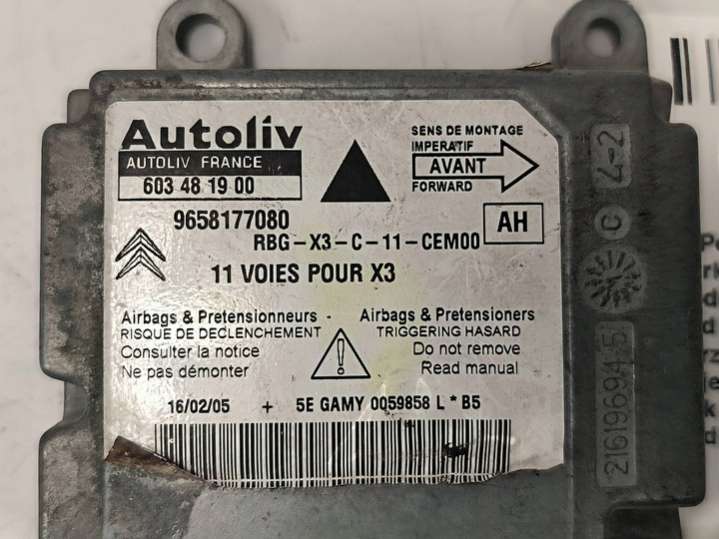 Autoliv
AUTOLIV FRANCE
603 48 19 00
SENS DE MONTAGE
IMPERATIF
AVANT
FORWARD
9658177080
AH
RBG-X3-C-11-CEM00
11 VOIES POUR X3
Airbags & Pretensionneurs -
RISQUE DE DECLENCHEMENT
Consulter la notice
Ne pas démonter
!
Airbags & Pretensioners
TRIGGERING HASARD
Do not remove
Read manual
16/02/05 + 5E GAMY 0059858 L * B5
C 4-2